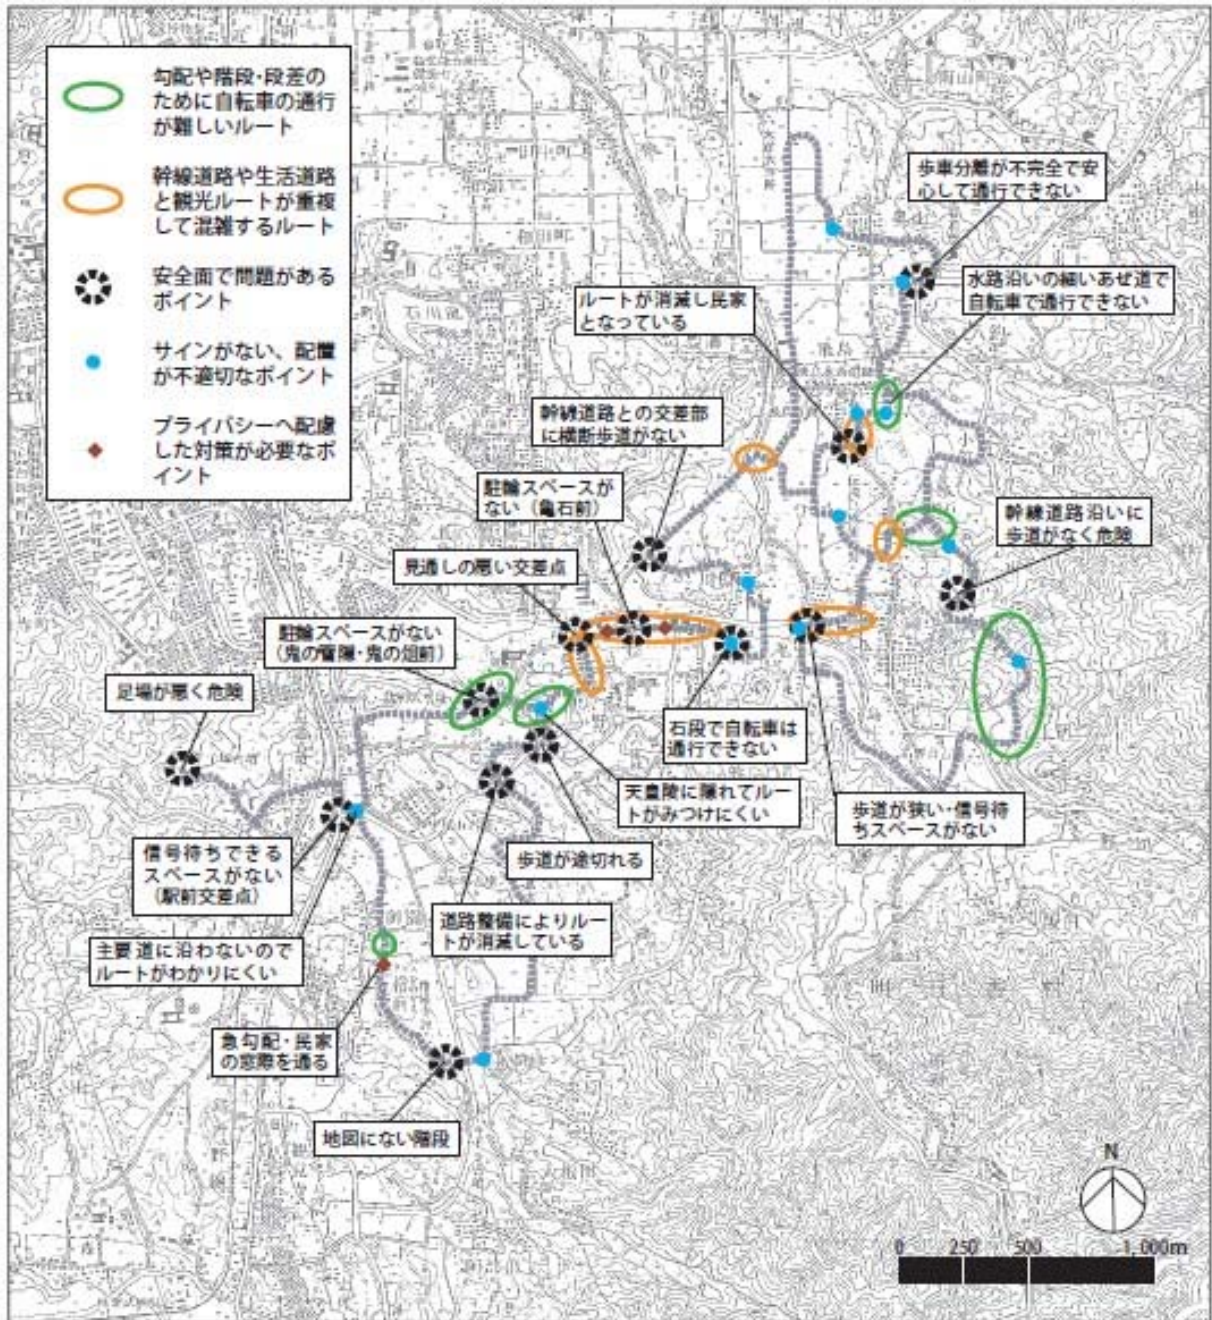 勾配や階段・段差の
ために自転車の通行
が難しいルート
幹線道路や生活道路
と観光ルートが重複
して混雑するルート
安全面で問題がある
ポイント
サインがない、配置
が不適切なポイント
プライバシーへ配慮
した対策が必要なポ
イント
歩車分離が不完全で安
心して通行できない
水路沿いの細いあぜ道で
自転車で通行できない
ルートが消滅し民家
となっている
幹線道路との交差部
に横断歩道がない
駐輪スペースが
ない（亀石前）
幹線道路沿いに
歩道がなく危険
見通しの悪い交差点
駐輪スペースがない
（鬼の雪隠・鬼の俎前）
足場が悪く危険
石段で自転車は
通行できない
天皇陵に隠れてルー
トがみつけにくい
歩道が狭い・信号待
ちスペースがない
信号待ちできる
スペースがない
（駅前交差点）
歩道が途切れる
道路整備によりルー
トが消滅している
主要道に沿わないので
ルートがわかりにくい
急勾配・民家
の窓際を通る
地図にない階段
N
0 250 500 1,000m